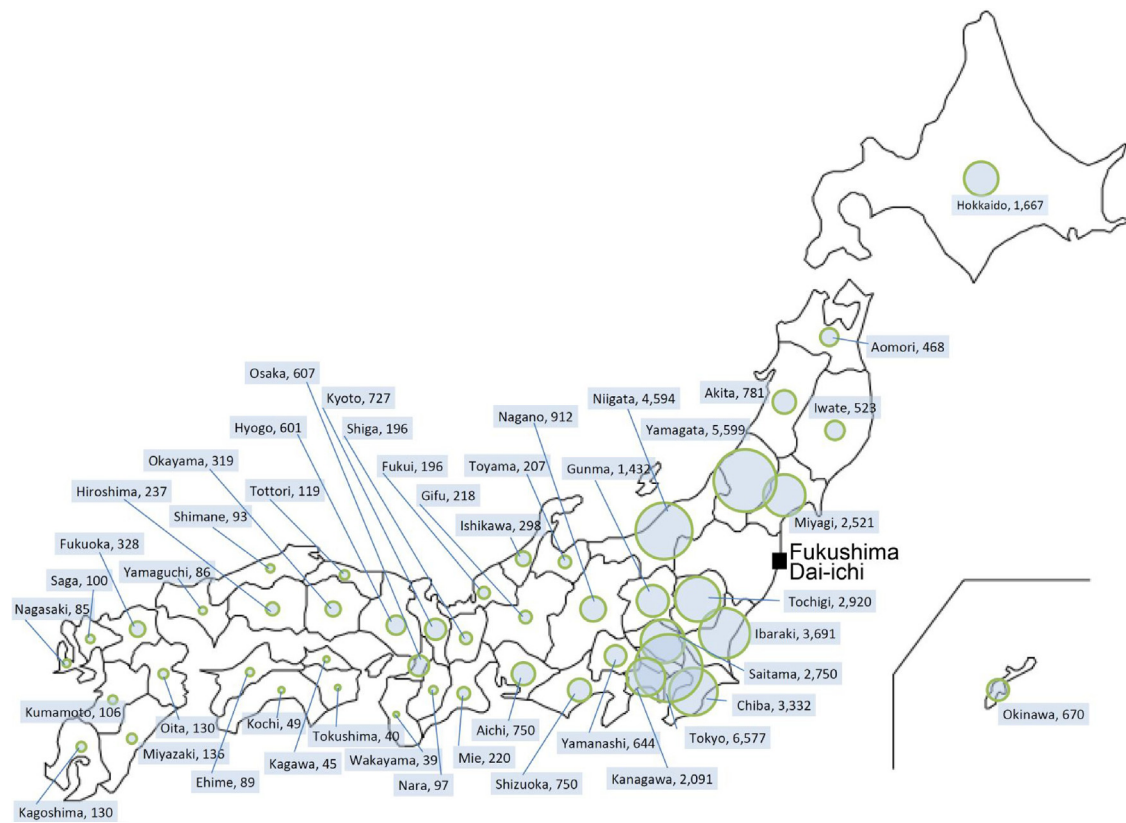 Hokkaido, 1,667
Aomori, 468
Osaka, 607
Akita, 781
Kyoto, 727
Niigata, 4,594
Iwate, 523
Nagano, 912
Hyogo, 601
Shiga, 196
Yamagata, 5,599
Okayama, 319
Fukui, 196
Toyama, 207
Gunma, 1,432
Hiroshima, 237
Tottori, 119
Gifu, 218
Shimane, 93
Ishikawa, 298
Miyagi, 2,521
Fukuoka, 328
Fukushima
Dai-ichi
Yamaguchi, 86
Saga, 100
Tochigi, 2,920
Nagasaki, 85
Ibaraki, 3,691
Saitama, 2,750
Okinawa, 670
Chiba, 3,332
Kumamoto, 106
Oita, 130
Kochi, 49
Tokushima, 40
Aichi, 750
Tokyo, 6,577
Miyazaki, 136
Yamanashi, 644
Wakayama, 39
Mie, 220
Kagawa, 45
Kanagawa, 2,091
Ehime, 89
Nara, 97
Shizuoka, 750
Kagoshima, 130